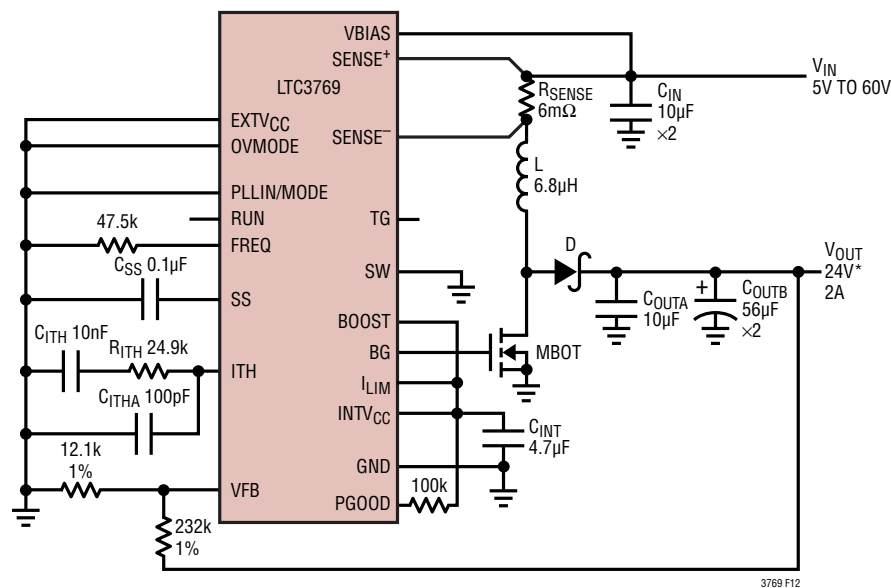 LTC3769
VBIAS
SENSE+
SENSE−
EXTVCC
OVMODE
PLLIN/MODE
RUN
FREQ
SS
ITH
VFB
TG
SW
BOOST
BG
ILIM
INTVCC
GND
PGOOD
47.5k
CSS 0.1µF
CITH 10nF
RITH 24.9k
CITHA 100pF
12.1k
1%
232k
1%
100k
RSENSE
6mΩ
L
6.8µH
CIN
10µF
×2
VIN
5V TO 60V
D
MBOT
COUTA
10µF
+
COUTB
56µF
×2
VOUT
24V*
2A
CINT
4.7µF
3769 F12